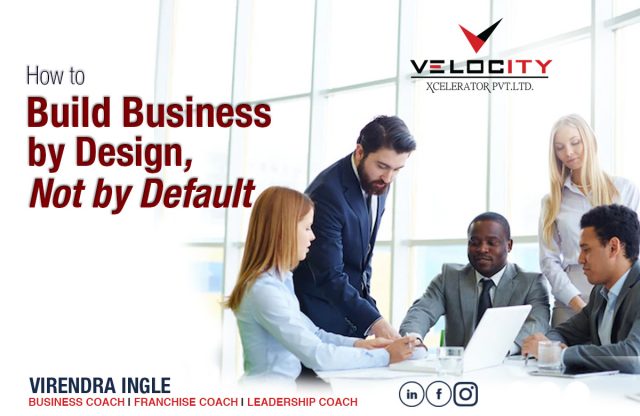 VELOCITY
XCELERATOR PVT.LTD.
How to
Build Business
by Design,
Not by Default
VIRENDRA INGLE
BUSINESS COACH I FRANCHISE COACH I LEADERSHIP COACH
in f